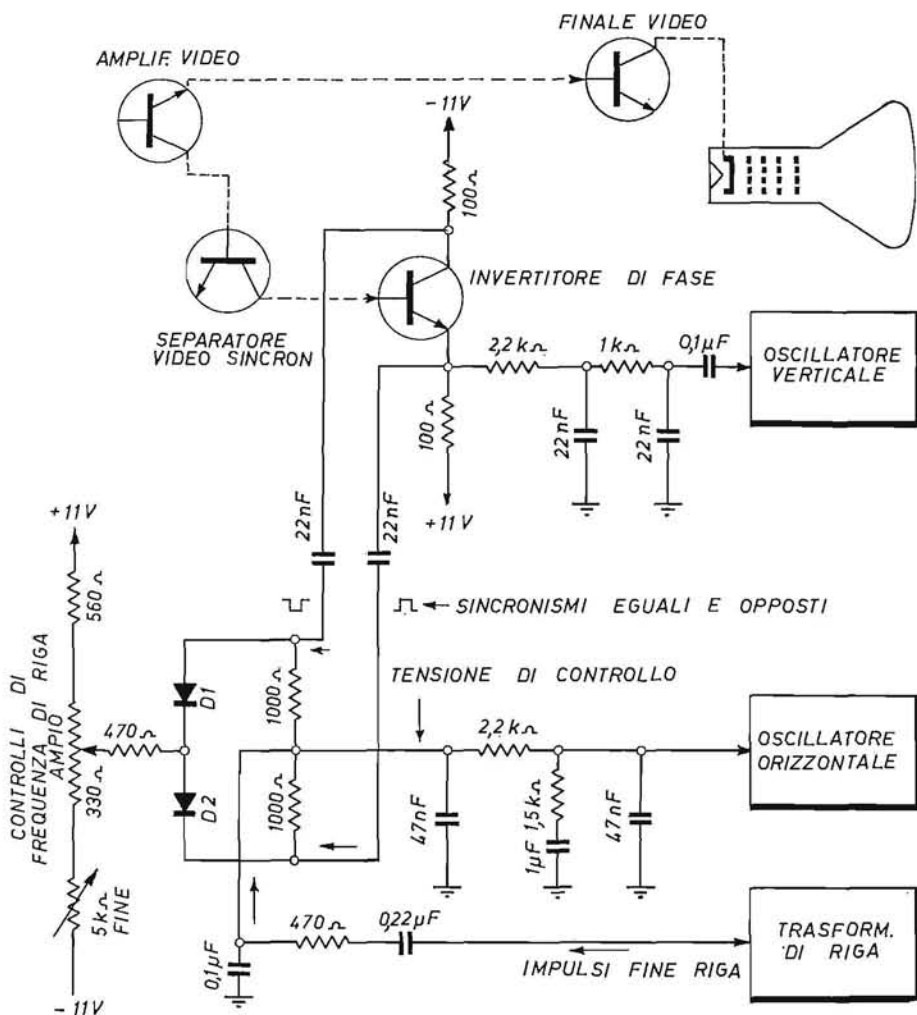 FINALE VIDEO
AMPLIF. VIDEO
- 11V
100Ω
INVERTITORE DI FASE
SEPARATORE
VIDEO SINCRON
2,2kΩ
1kΩ
0,1µF
OSCILLATORE
VERTICALE
100Ω
22nF
22nF
+11V
22nF
22nF
+11V
560Ω
SINCRONISMI EGUALI E OPPOSTI
TENSIONE DI CONTROLLO
CONTROLLI DI
FREQUENZA DI RIGA
AMPIO
330Ω
470Ω
D1
D2
1000Ω
1000Ω
2,2kΩ
OSCILLATORE
ORIZZONTALE
47nF
1,5kΩ
1µF
47nF
5kΩ
FINE
- 11V
0,1µF
470Ω
0,22µF
IMPULSI FINE RIGA
TRASFORM.
DI RIGA